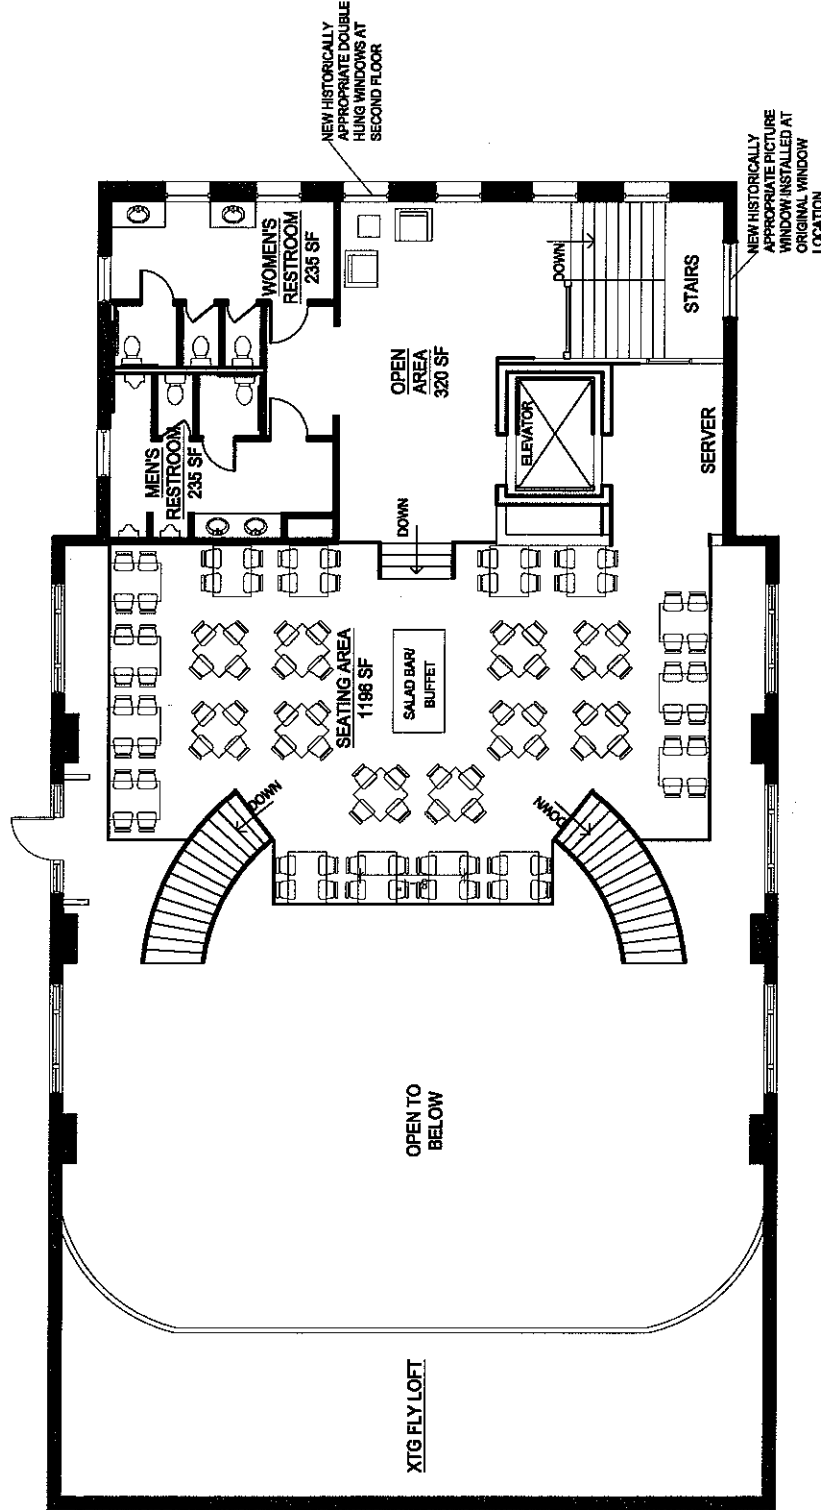 NEW HISTORICALLY
APPROPRIATE DOUBLE
HUNG WINDOWS AT
SECOND FLOOR
NEW HISTORICALLY
APPROPRIATE PICTURE
WINDOW INSTALLED AT
ORIGINAL WINDOW
LOCATION
WOMEN'S
RESTROOM
235 SF
MEN'S
RESTROOM
235 SF
OPEN
AREA
320 SF
DOWN
STAIRS
ELEVATOR
SERVER
DOWN
SEATING AREA
1196 SF
SALAD BAR/
BUFFET
DOWN
DOWN
OPEN TO
BELOW
XTG FLY LOFT